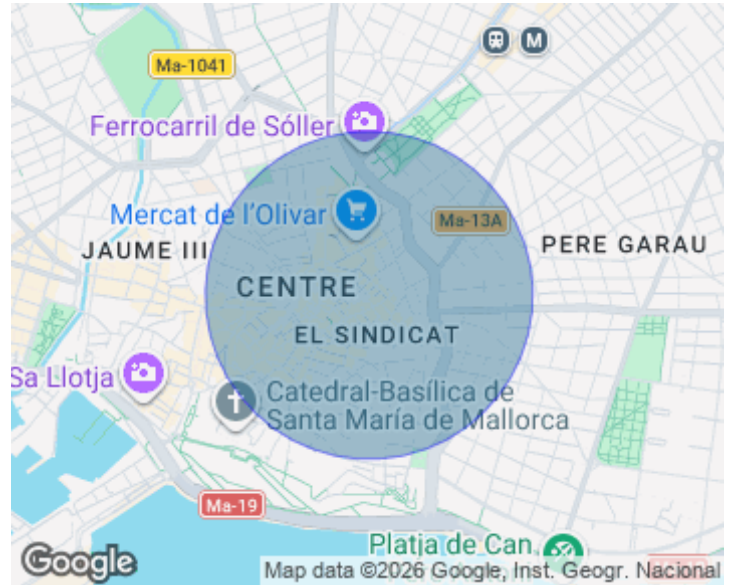 Ma-1041
M
Ferrocarril de Sóller
Mercat de l'Olivar
Ma-13A
JAUME III
PERE GARAU
CENTRE
EL SINDICAT
Sa Llotja
Catedral-Basílica de
Santa María de Mallorca
Ma-19
Platja de Can
Google
Map data ©2026 Google, Inst. Geogr. Nacional